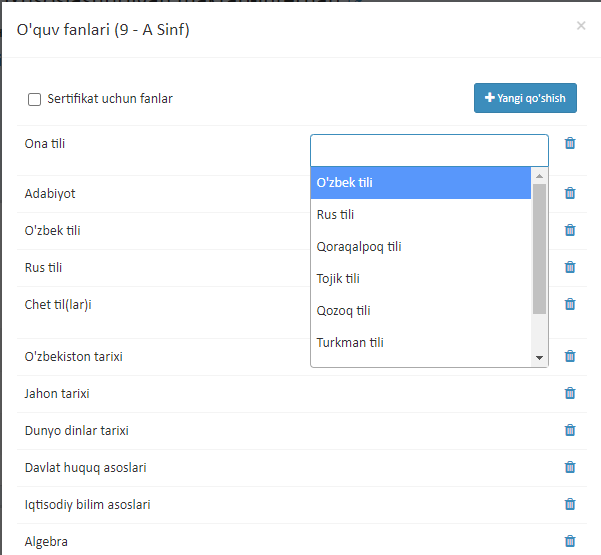 O'quv fanlari (9 - A Sinf)
×
Sertifikat uchun fanlar
Yangi qo'shish
Ona tili
O'zbek tili
Rus tili
Qoraqalpoq tili
Tojik tili
Qozoq tili
Turkman tili
Adabiyot
O'zbek tili
Rus tili
Chet til(lar)i
O'zbekiston tarixi
Jahon tarixi
Dunyo dinlar tarixi
Davlat huquq asoslari
Iqtisodiy bilim asoslari
Algebra